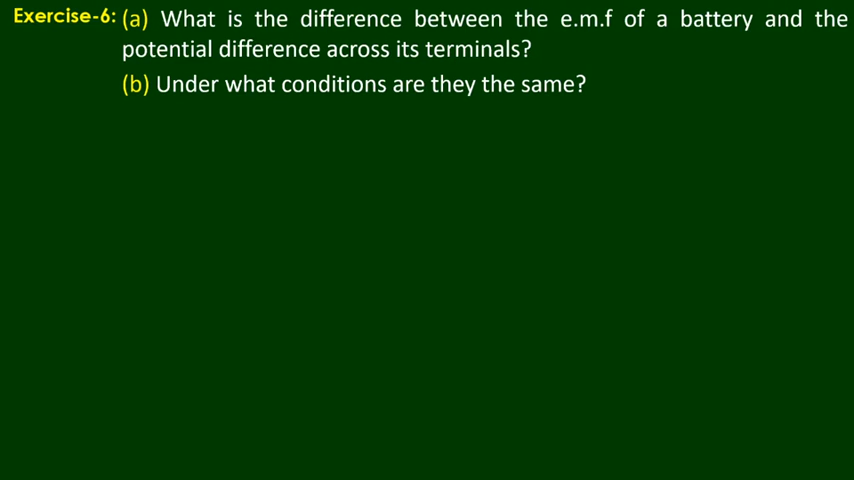 Exercise-6: (a) What is the difference between the e.m.f of a battery and the
potential difference across its terminals?
(b) Under what conditions are they the same?